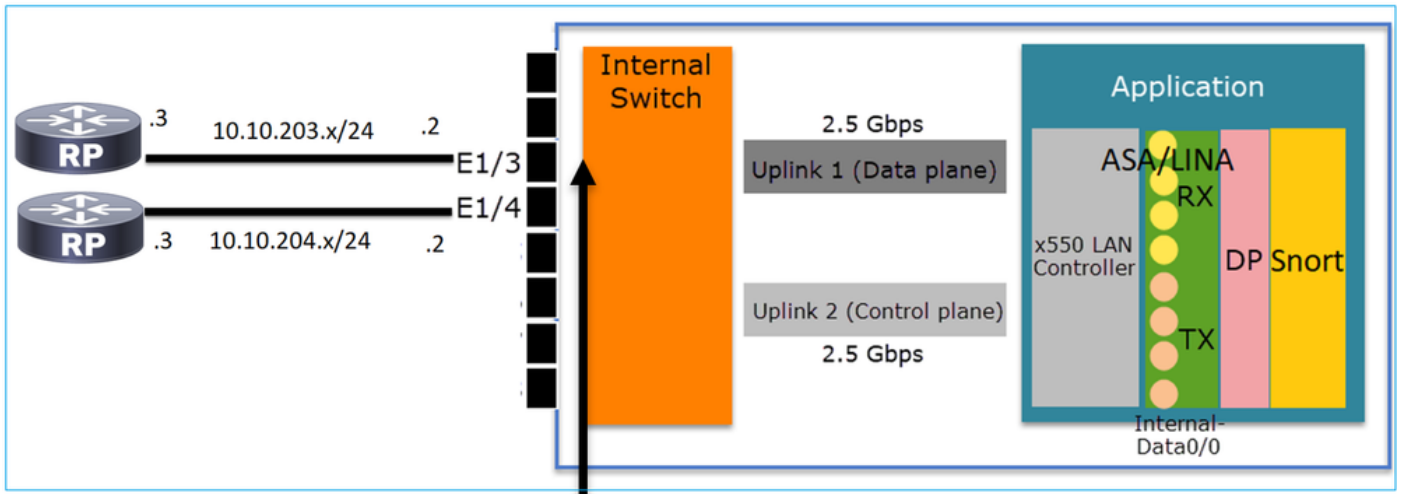 Internal
Switch
Application
.3
10.10.203.x/24
.2
RP
E1/3
E1/4
RP
.3
10.10.204.x/24
.2
2.5 Gbps
Uplink 1 (Data plane)
Uplink 2 (Control plane)
2.5 Gbps
ASA/LINA
RX
x550 LAN
Controller
DP
Snort
TX
Internal-
Data0/0